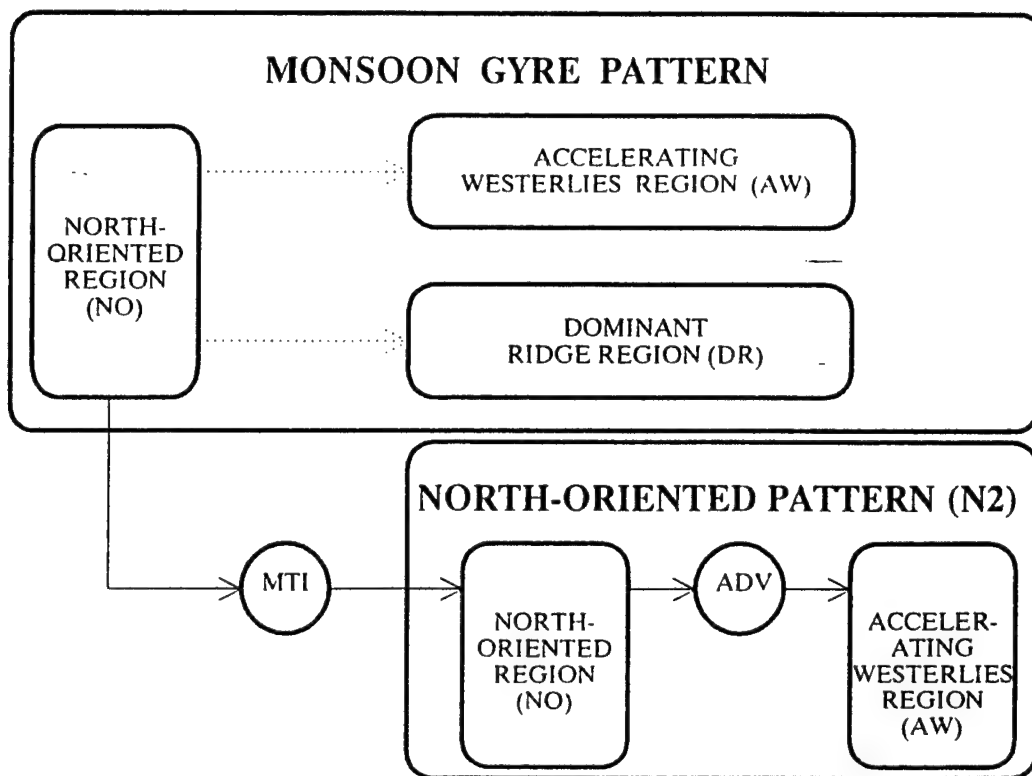 MONSOON GYRE PATTERN
NORTH-
ORIENTED
REGION
(NO)
ACCELERATING
WESTERLIES REGION (AW)
DOMINANT
RIDGE REGION (DR)
NORTH-ORIENTED PATTERN (N2)
MTI
NORTH-
ORIENTED
REGION
(NO)
ADV
ACCELER-
ATING
WESTERLIES
REGION
(AW)